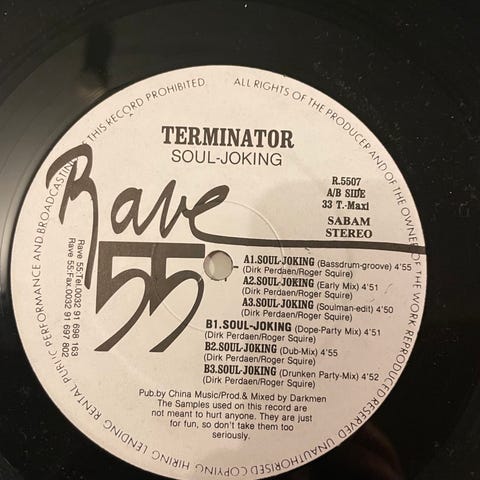 THIS RECORD PROHIBITED. ALL RIGHTS OF THE PRODUCER AND OF THE OWNER OF THE WORK REPRODUCED RESERVED UNAUTHORISED COPYING HIRING LENDING RENTAL PUBLIC PERFORMANCE AND BROADCASTING
TERMINATOR
SOUL-JOKING
Rave
55
R.5507
A/B SIDE
33 T.-Maxi
SABAM
STEREO
Rave 55:Tel.0032 91 698 163
Rave 55:Fax.0032 91 697 802
A1.SOUL-JOKING (Bassdrum-groove) 4'55
(Dirk Perdaen/Roger Squire)
A2.SOUL-JOKING (Early Mix) 4'51
(Dirk Perdaen/Roger Squire)
A3.SOUL-JOKING (Soulman-edit) 4'50
(Dirk Perdaen/Roger Squire)
B1.SOUL-JOKING (Dope-Party Mix) 4'51
(Dirk Perdaen/Roger Squire)
B2.SOUL-JOKING (Dub-Mix) 4'55
(Dirk Perdaen/Roger Squire)
B3.SOUL-JOKING (Drunken Party-Mix) 4'52
(Dirk Perdaen/Roger Squire)
Pub.by China Music/Prod.& Mixed by Darkmen
The Samples used on this record are
not meant to hurt anyone. They are just
for fun, so don't take them too
seriously.